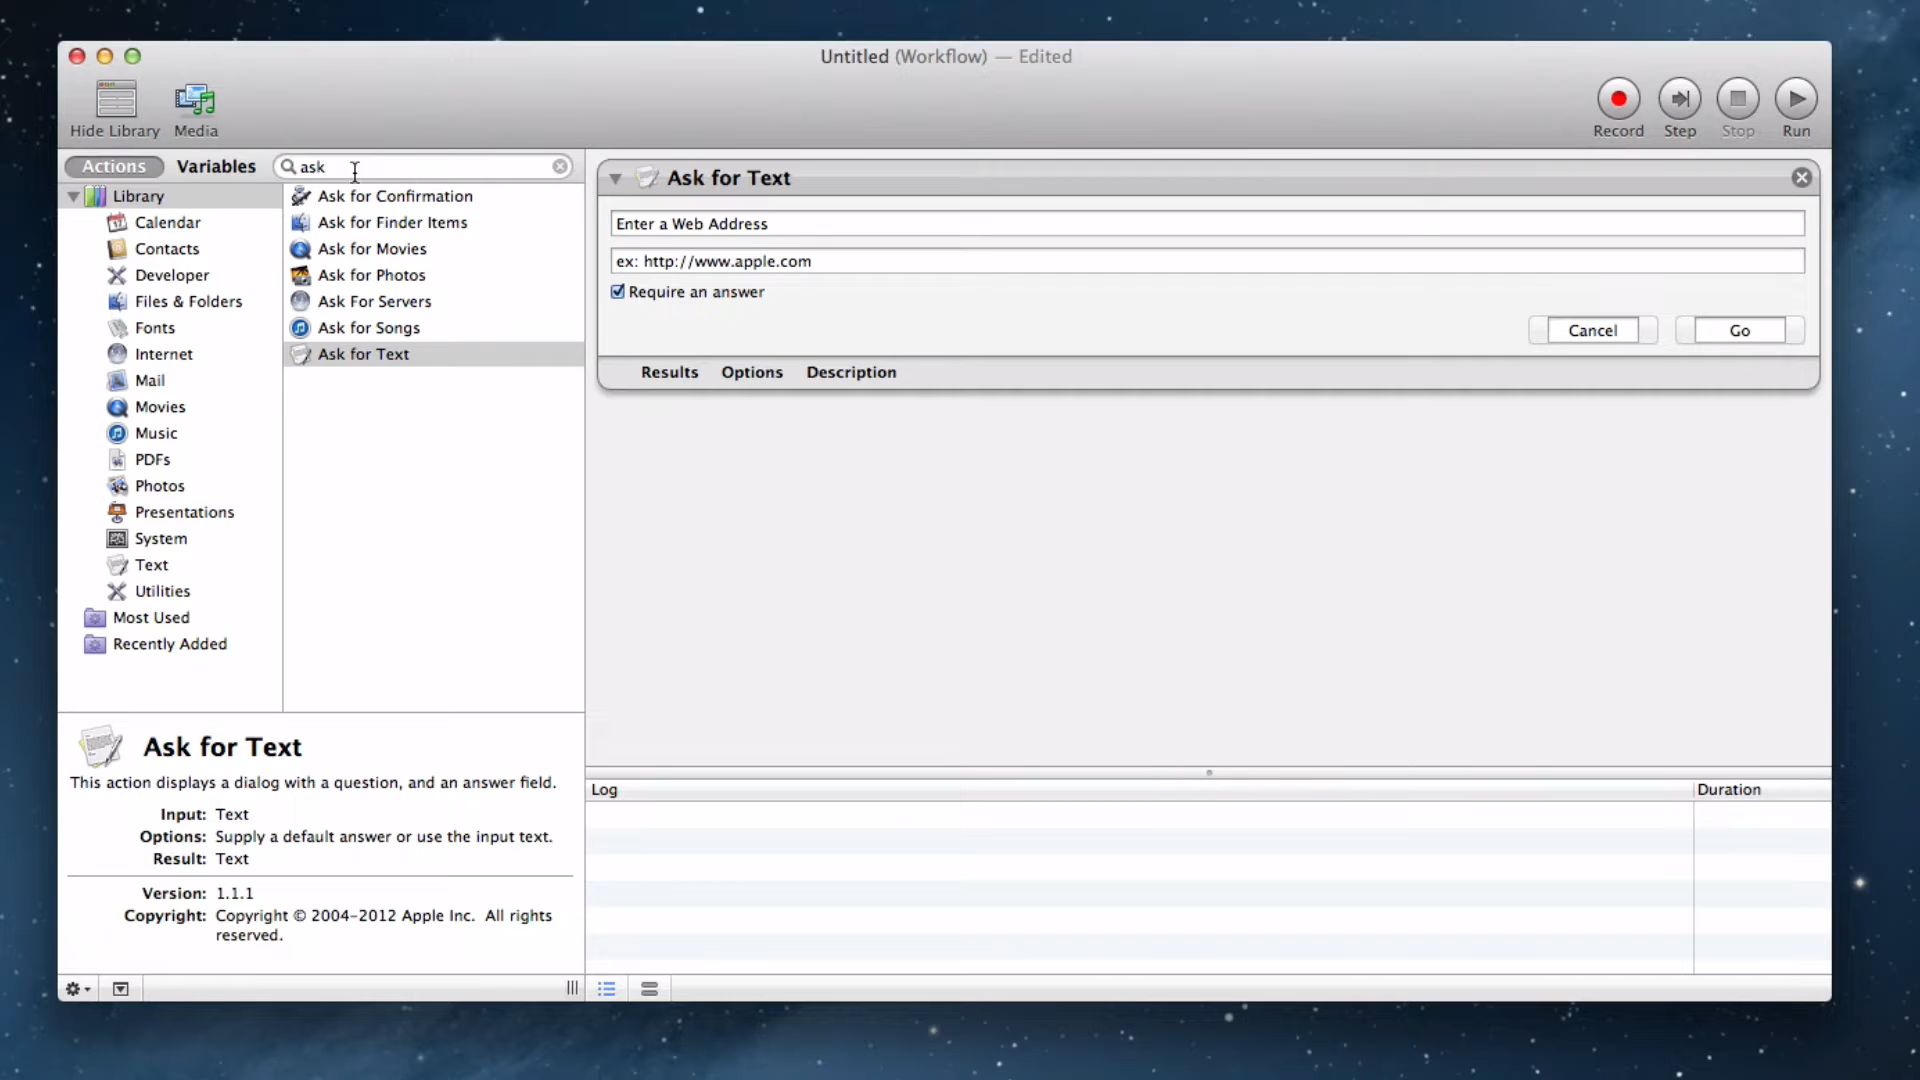 Untitled (Workflow) — Edited
Hide Library
Media
Record
Step
Stop
Run
Actions
Variables
ask
Library
Calendar
Contacts
Developer
Files & Folders
Fonts
Internet
Mail
Movies
Music
PDFs
Photos
Presentations
System
Text
Utilities
Most Used
Recently Added
Ask for Confirmation
Ask for Finder Items
Ask for Movies
Ask for Photos
Ask For Servers
Ask for Songs
Ask for Text
Ask for Text
Enter a Web Address
ex: http://www.apple.com
Require an answer
Cancel
Go
Results
Options
Description
Ask for Text
This action displays a dialog with a question, and an answer field.
Input: Text
Options: Supply a default answer or use the input text.
Result: Text
Version: 1.1.1
Copyright: Copyright © 2004–2012 Apple Inc. All rights
reserved.
Log
Duration